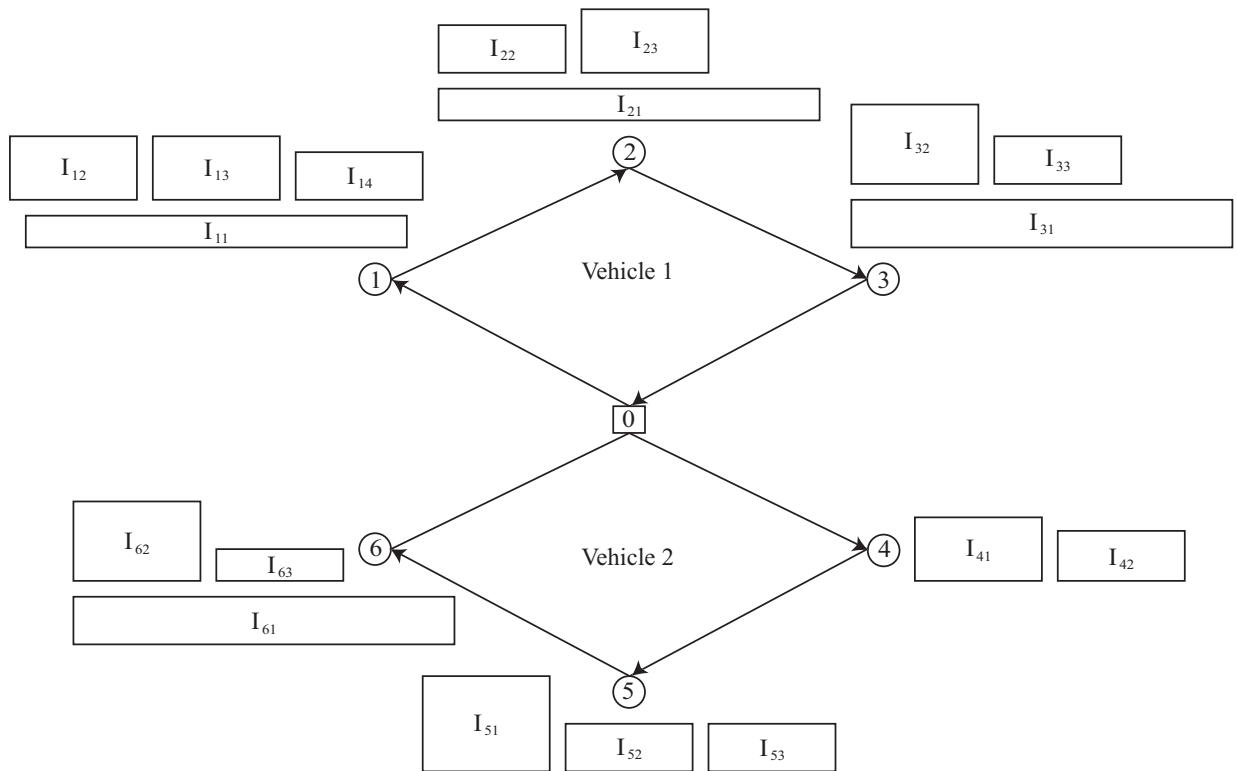 I₂₂
I₂₃
I₂₁
I₁₂
I₁₃
I₁₄
I₁₁
2
I₃₂
I₃₃
I₃₁
1
Vehicle 1
3
0
I₆₂
I₆₃
I₆₁
6
Vehicle 2
4
I₄₁
I₄₂
5
I₅₁
I₅₂
I₅₃